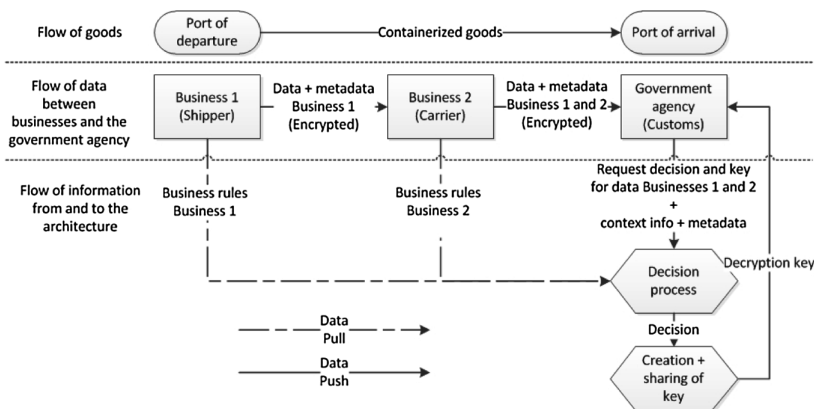 Flow of goods
Port of
departure
Containerized goods
Port of arrival
Flow of data
between
businesses and the
government agency
Business 1
(Shipper)
Data + metadata
Business 1
(Encrypted)
Business 2
(Carrier)
Data + metadata
Business 1 and 2
(Encrypted)
Government
agency
(Customs)
Flow of information
from and to the
architecture
Business rules
Business 1
Business rules
Business 2
Request decision and key
for data Businesses 1 and 2
+
context info + metadata
Decision
process
Decryption key
Decision
Creation +
sharing of
key
Data
Pull
Data
Push